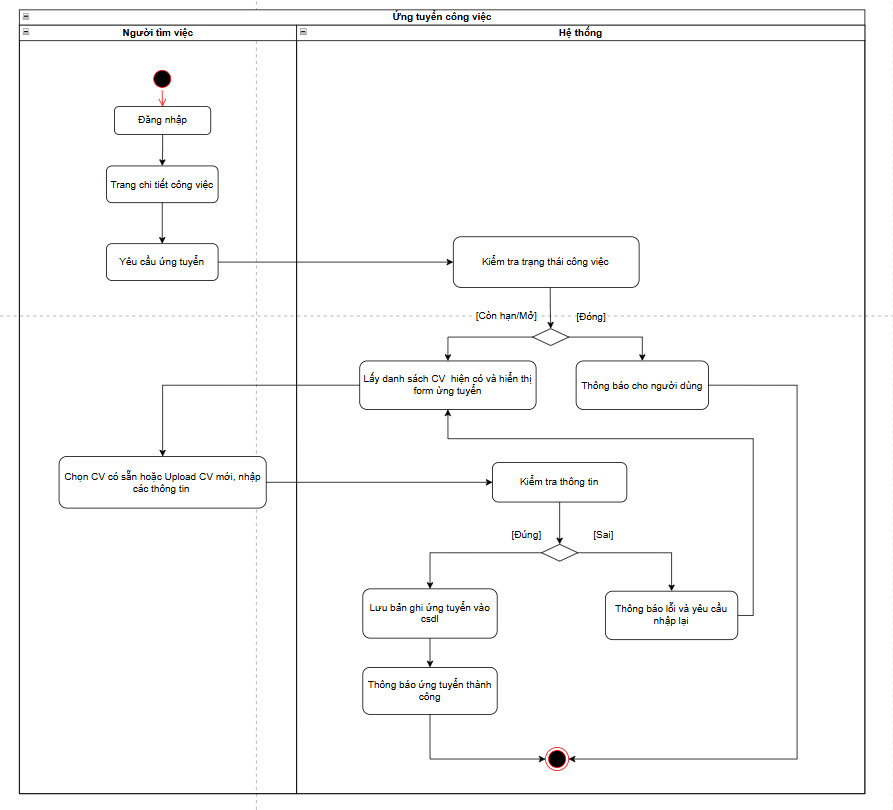 Ứng tuyển công việc
Người tìm việc
Hệ thống
Đăng nhập
Trang chi tiết công việc
Yêu cầu ứng tuyển
Kiểm tra trạng thái công việc
[Còn hạn/Mở]
[Đóng]
Lấy danh sách CV hiện có và hiển thị
form ứng tuyển
Thông báo cho người dùng
Chọn CV có sẵn hoặc Upload CV mới, nhập
các thông tin
Kiểm tra thông tin
[Đúng]
[Sai]
Lưu bản ghi ứng tuyển vào
csdl
Thông báo lỗi và yêu cầu
nhập lại
Thông báo ứng tuyển thành
công